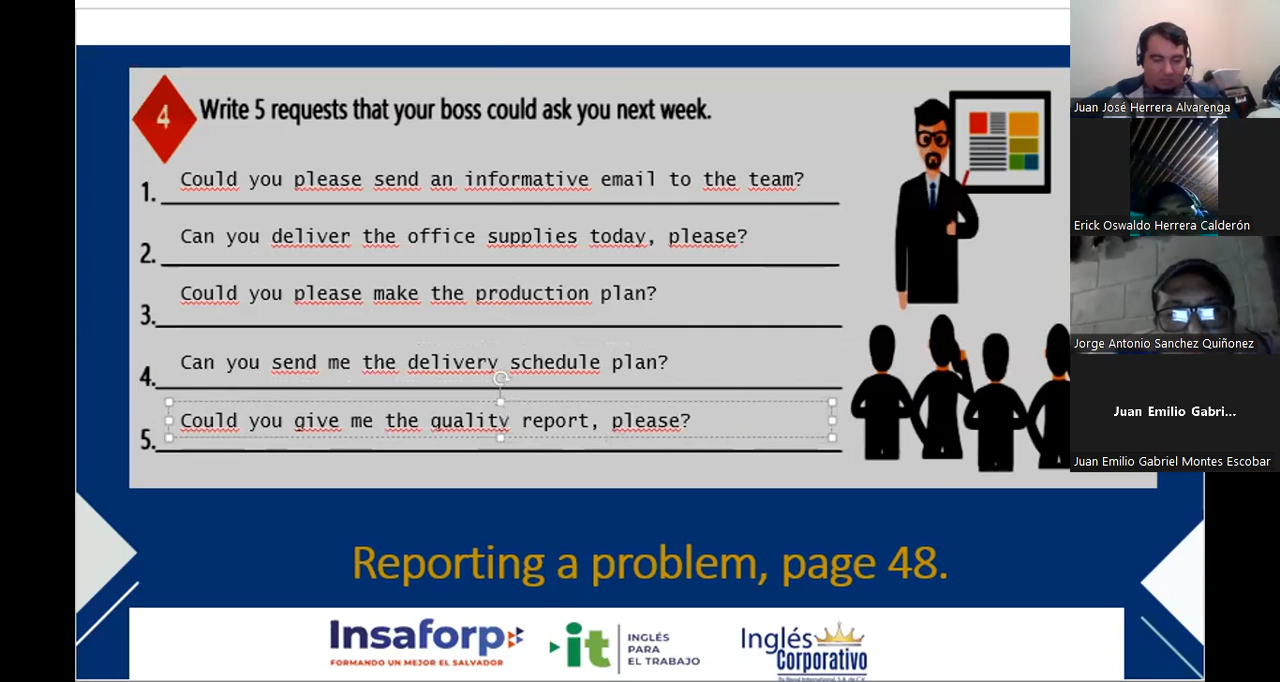 4 Write 5 requests that your boss could ask you next week.
1. Could you please send an informative email to the team?
2. Can you deliver the office supplies today, please?
3. Could you please make the production plan?
4. Can you send me the delivery schedule plan?
5. Could you give me the quality report, please?
Reporting a problem, page 48.
Insaforp
FORMANDO UN MEJOR EL SALVADOR
it
INGLÉS
PARA
EL TRABAJO
Inglés
Corporativo
Juan José Herrera Alvarenga
Erick Oswaldo Herrera Calderón
Jorge Antonio Sanchez Quiñonez
Juan Emilio Gabri...
Juan Emilio Gabriel Montes Escobar